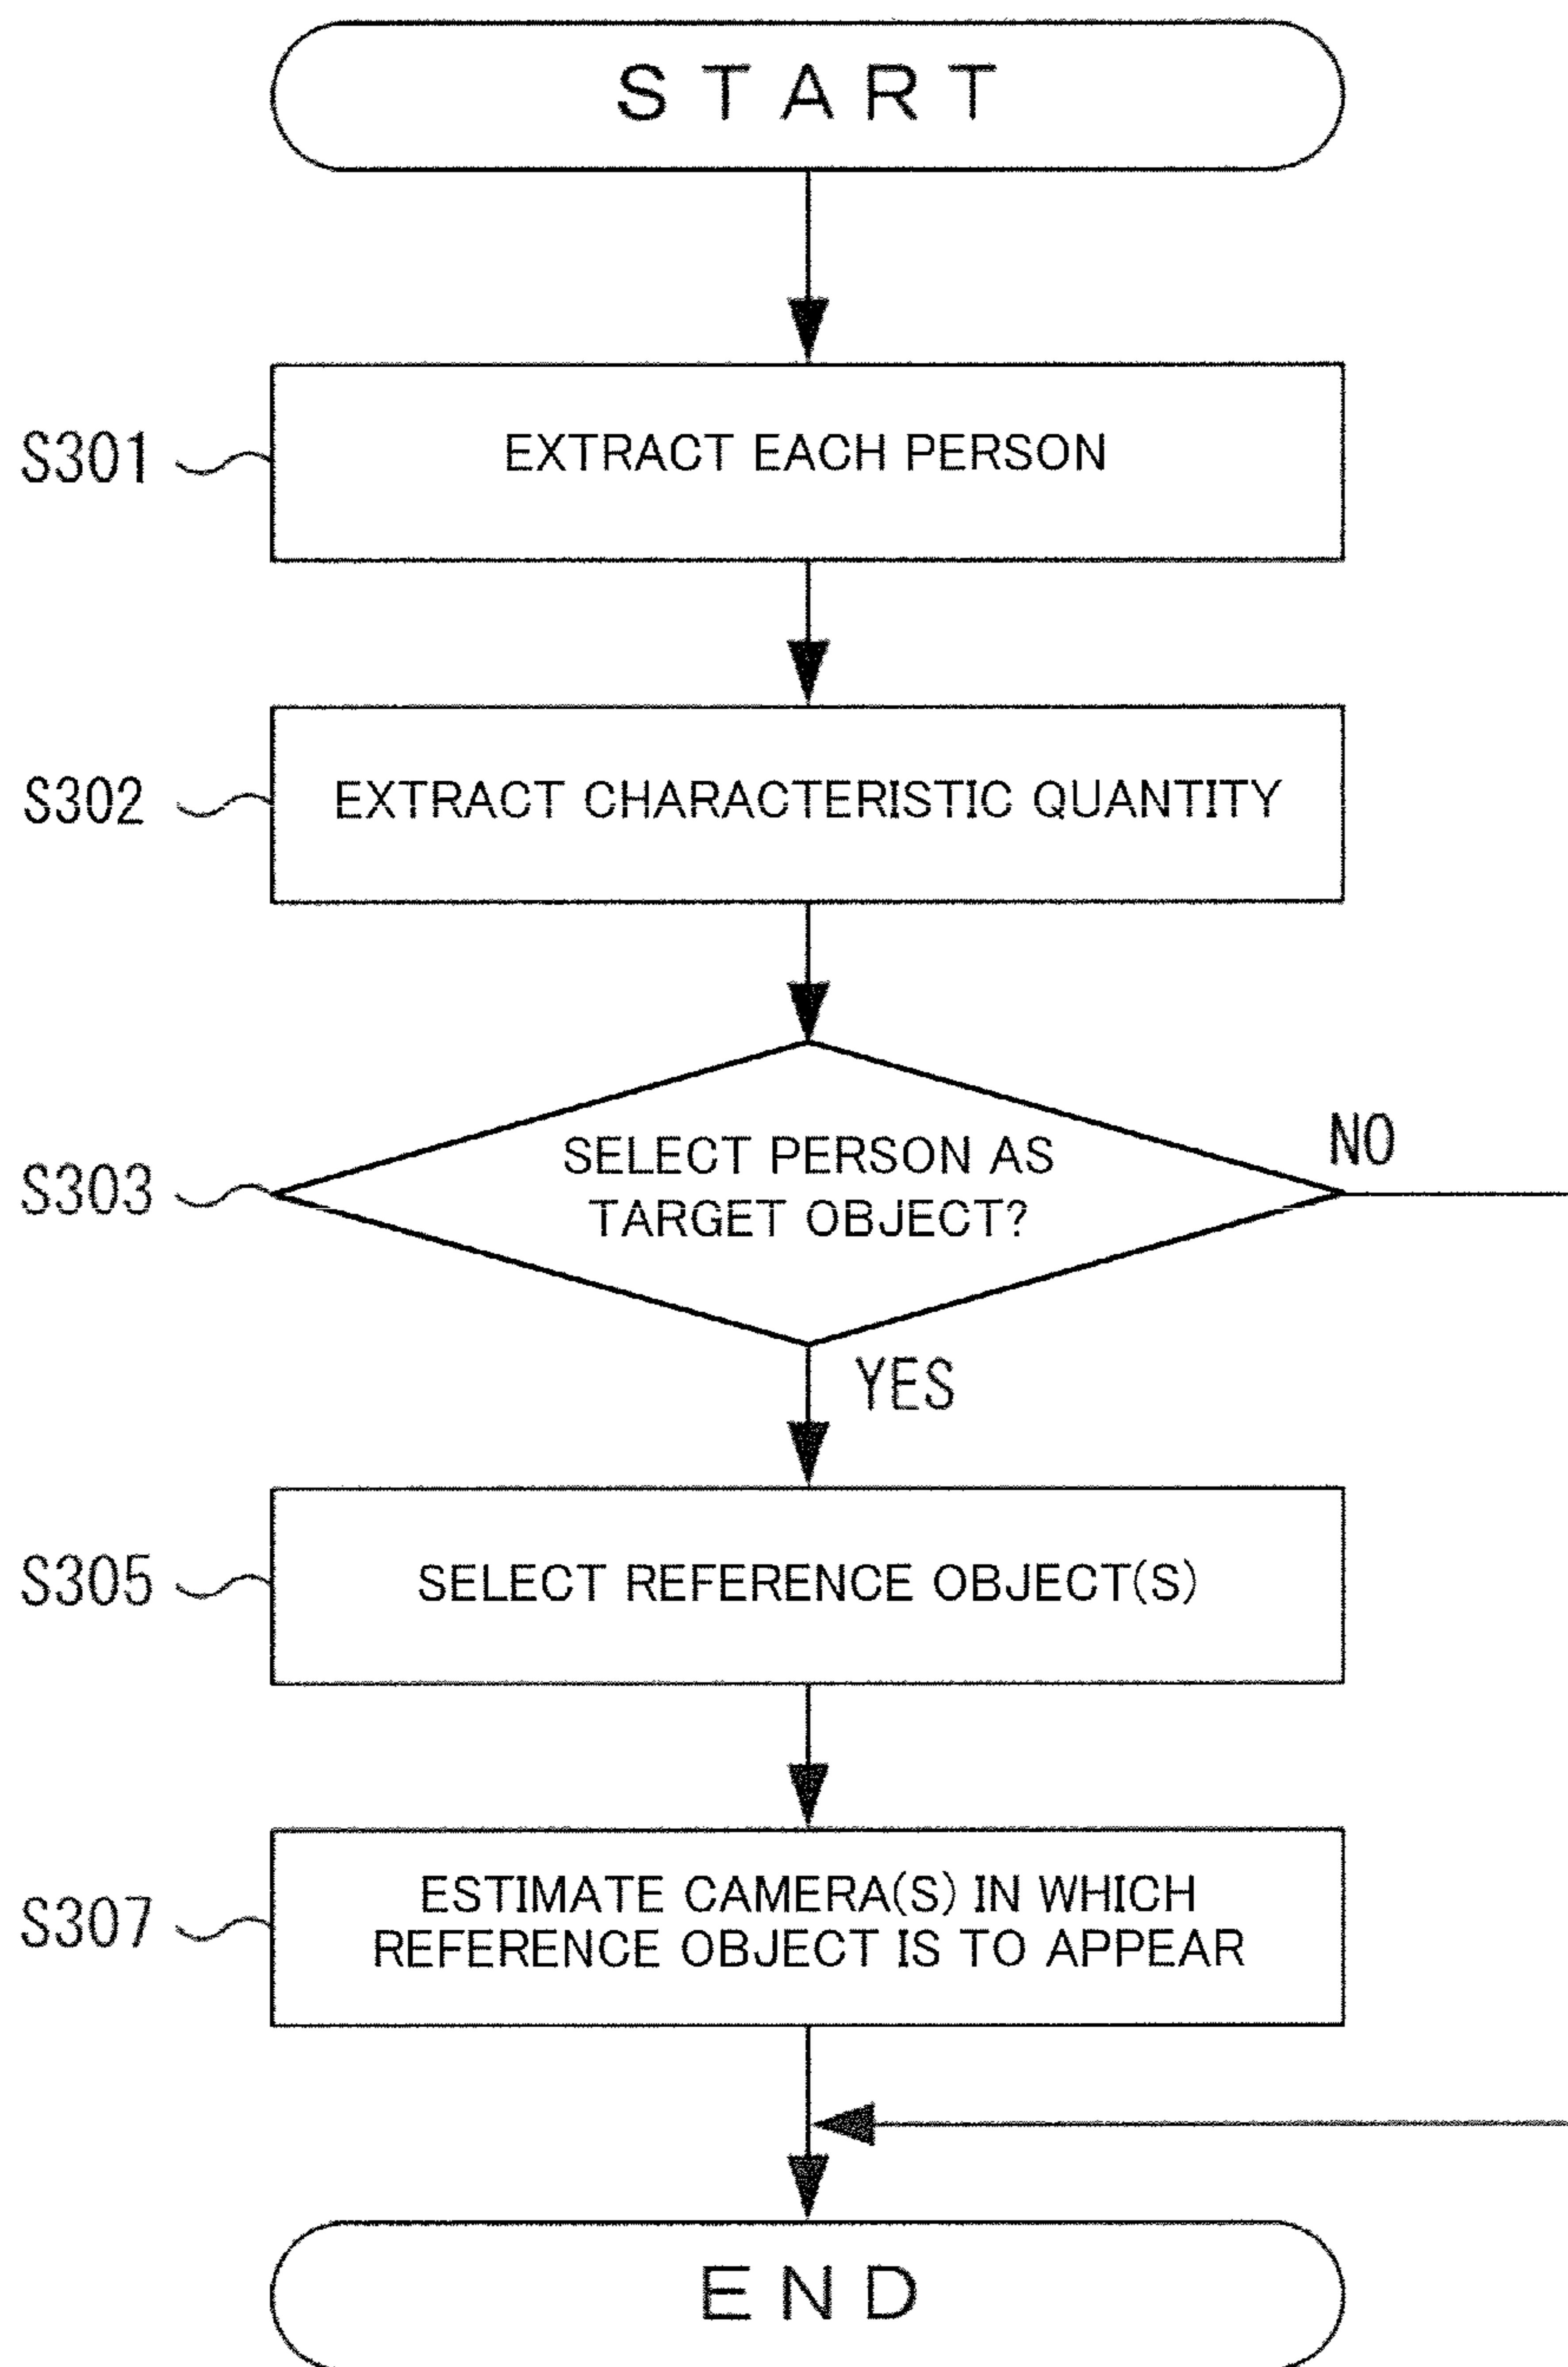 START
S301
EXTRACT EACH PERSON
S302
EXTRACT CHARACTERISTIC QUANTITY
S303
SELECT PERSON AS
TARGET OBJECT?
NO
YES
S305
SELECT REFERENCE OBJECT(S)
S307
ESTIMATE CAMERA(S) IN WHICH
REFERENCE OBJECT IS TO APPEAR
END